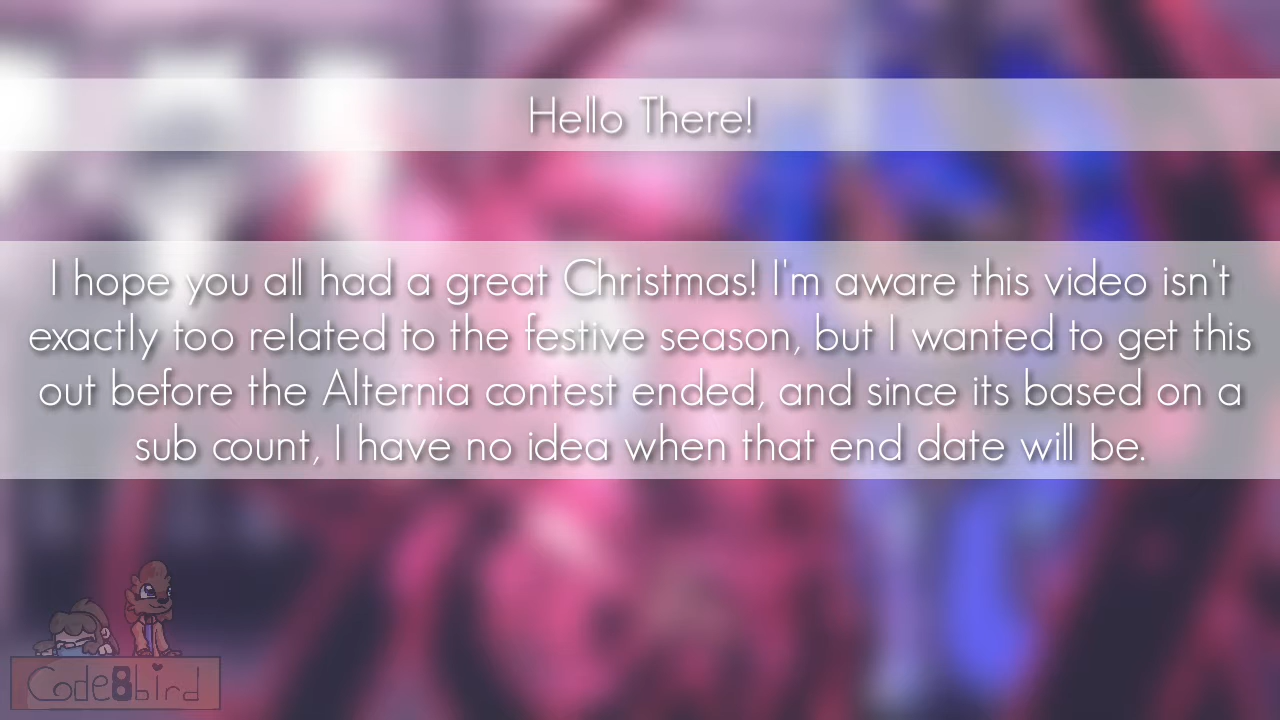 Hello There!
I hope you all had a great Christmas! I'm aware this video isn't
exactly too related to the festive season, but I wanted to get this
out before the Alternia contest ended, and since its based on a
sub count, I have no idea when that end date will be.
Code8bird